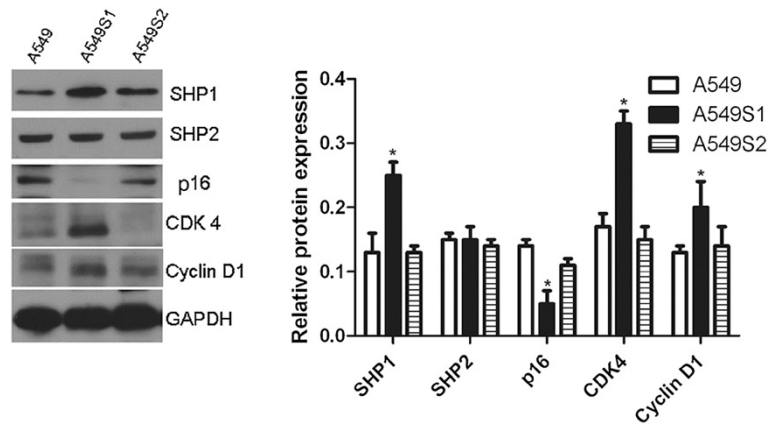 A549 A549S1 A549S2
SHP1
SHP2
p16
CDK 4
Cyclin D1
GAPDH
Relative protein expression
0.4
0.3
0.2
0.1
0.0
A549
A549S1
A549S2
* * * *
SHP1 SHP2 p16 CDK4 Cyclin D1